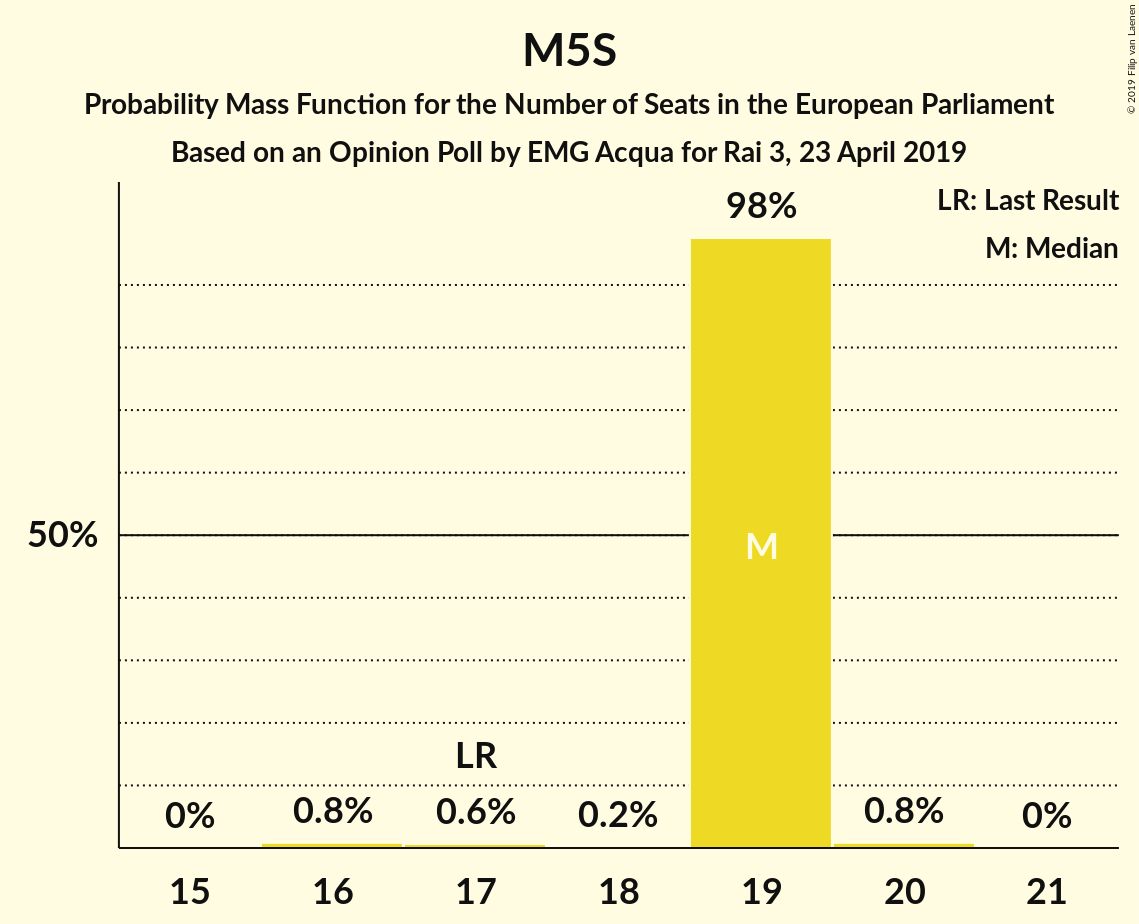 M5S
Probability Mass Function for the Number of Seats in the European Parliament
Based on an Opinion Poll by EMG Acqua for Rai 3, 23 April 2019
© 2019 Filip van Laenen
LR: Last Result
M: Median
98%
50%
M
LR
0%
0.8%
0.6%
0.2%
0.8%
0%
15 16 17 18 19 20 21